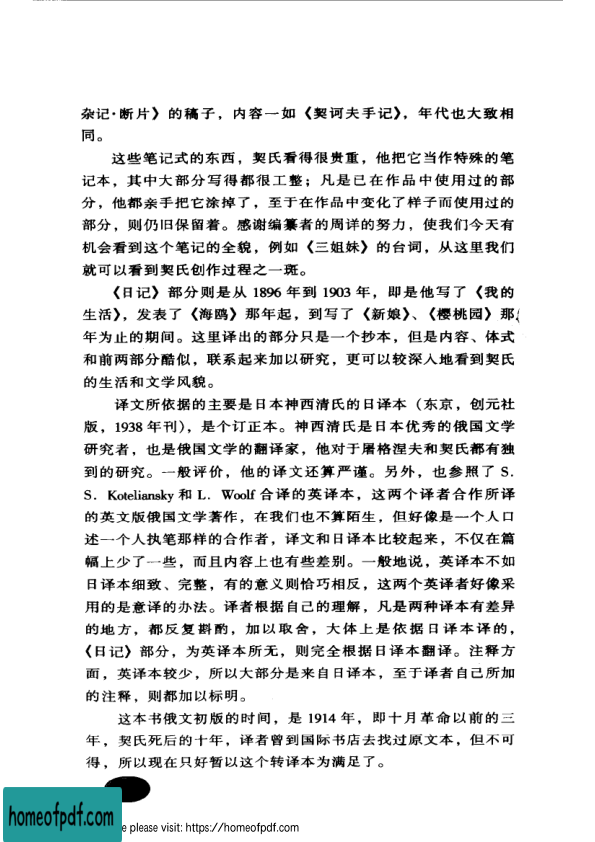 杂记·断片》的稿子，内容一如《契诃夫手记》，年代也大致相
同。
这些笔记式的东西，契氏看得很贵重，他把它当作特殊的笔
记本，其中大部分写得都很工整；凡是已在作品中使用过的部
分，他都亲手把它涂掉了，至于在作品中变化了样子而使用过的
部分，则仍旧保留着。感谢编纂者的周详的努力，使我们今天有
机会看到这个笔记的全貌，例如《三姐妹》的台词，从这里我们
就可以看到契氏创作过程之一斑。
《日记》部分则是从 1896 年到 1903 年，即是他写了《我的
生活》，发表了《海鸥》那年起，到写了《新娘》、《樱桃园》那
年为止的期间。这里译出的部分只是一个抄本，但是内容、体式
和前两部分酷似，联系起来加以研究，更可以较深入地看到契氏
的生活和文学风貌。
译文所依据的主要是日本神西清氏的日译本（东京，创元社
版，1938 年刊），是个订正本。神西清氏是日本优秀的俄国文学
研究者，也是俄国文学的翻译家，他对于屠格涅夫和契氏都有独
到的研究。一般评价，他的译文还算严谨。另外，也参照了 S．
S．Koteliansky 和 L．Woolf 合译的英译本，这两个译者合作所译
的英文版俄国文学著作，在我们也不算陌生，但好像是一个人口
述一个人执笔那样的合作者，译文和日译本比较起来，不仅在篇
幅上少了一些，而且内容上也有些差别。一般地说，英译本不如
日译本细致、完整，有的意义则恰巧相反，这两个英译者好像采
用的是意译的办法。译者根据自己的理解，凡是两种译本有差异
的地方，都反复斟酌，加以取舍，大体上是依据日译本译的，
《日记》部分，为英译本所无，则完全根据日译本翻译。注释方
面，英译本较少，所以大部分是来自日译本，至于译者自己所加
的注释，则都加以标明。
这本书俄文初版的时间，是 1914 年，即十月革命以前的三
年，契氏死后的十年，译者曾到国际书店去找过原文本，但不可
得，所以现在只好暂以这个转译本为满足了。
homeofpdf.com
e please visit: https://homeofpdf.com